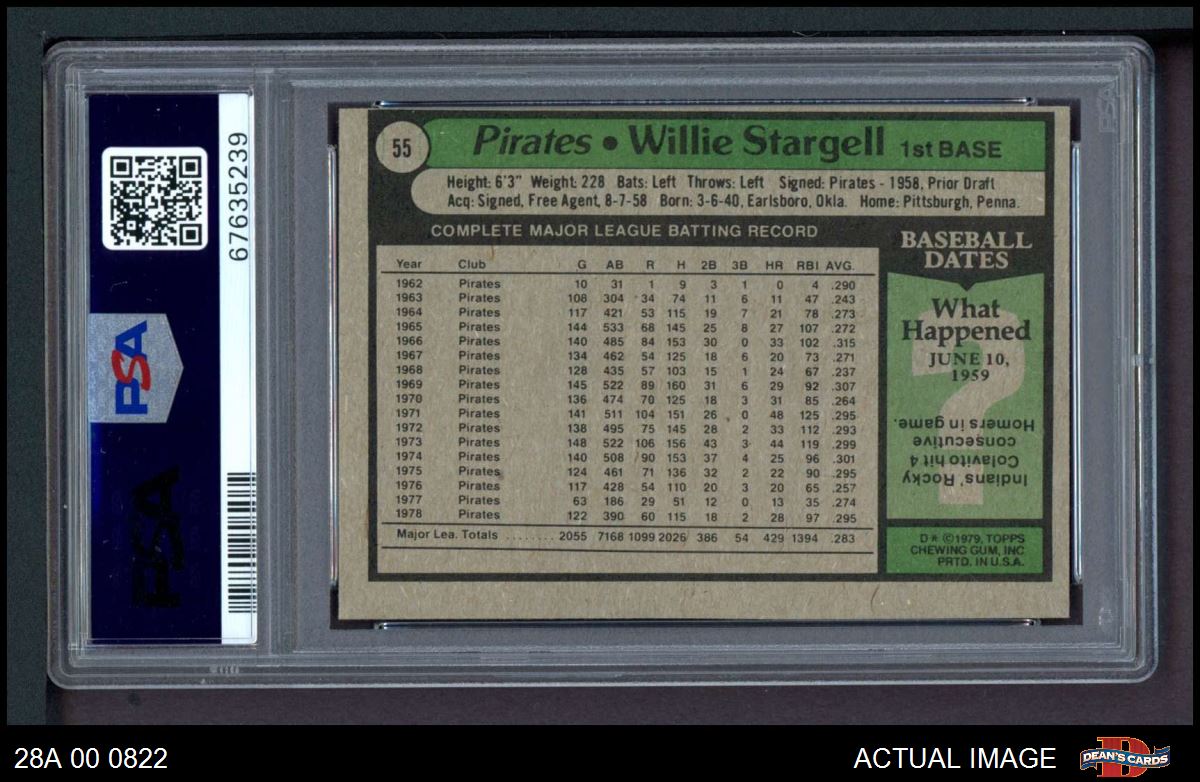 55
Pirates • Willie Stargell 1st BASE
Height: 6'3" Weight: 228 Bats: Left Throws: Left Signed: Pirates - 1958, Prior Draft
Acq: Signed, Free Agent, 8-7-58 Born: 3-6-40, Earlsboro, Okla. Home: Pittsburgh, Penna.
COMPLETE MAJOR LEAGUE BATTING RECORD
Year Club G AB R H 2B 3B HR RBI AVG.
1962 Pirates 10 31 1 9 3 1 0 4 .290
1963 Pirates 108 304 34 74 11 6 11 47 .243
1964 Pirates 117 421 53 115 19 7 21 78 .273
1965 Pirates 144 533 68 145 25 8 27 107 .272
1966 Pirates 140 485 84 153 30 0 33 102 .315
1967 Pirates 134 462 54 125 18 6 20 73 .271
1968 Pirates 128 435 57 103 15 1 24 67 .237
1969 Pirates 145 522 89 160 31 6 29 92 .307
1970 Pirates 136 474 70 125 18 3 31 85 .264
1971 Pirates 141 511 104 151 26 0 48 125 .295
1972 Pirates 138 495 75 145 28 2 33 112 .293
1973 Pirates 148 522 106 156 43 3 44 119 .299
1974 Pirates 140 508 90 153 37 4 25 96 .301
1975 Pirates 124 461 71 136 32 2 22 90 .295
1976 Pirates 117 428 54 110 20 3 20 65 .257
1977 Pirates 63 186 29 51 12 0 13 35 .274
1978 Pirates 122 390 60 115 18 2 28 97 .295
Major Lea. Totals ........ 2055 7168 1099 2026 386 54 429 1394 .283
BASEBALL
DATES
What
Happened
JUNE 10,
1959
?
Indians' Rocky
Colavito hit 4
consecutive
Homers in game.
D* ©1979, TOPPS
CHEWING GUM, INC
PRTD. IN U.S.A.
67635239
PSA
PSA
PSA
28A 00 0822
ACTUAL IMAGE
D
DEAN'S CARDS